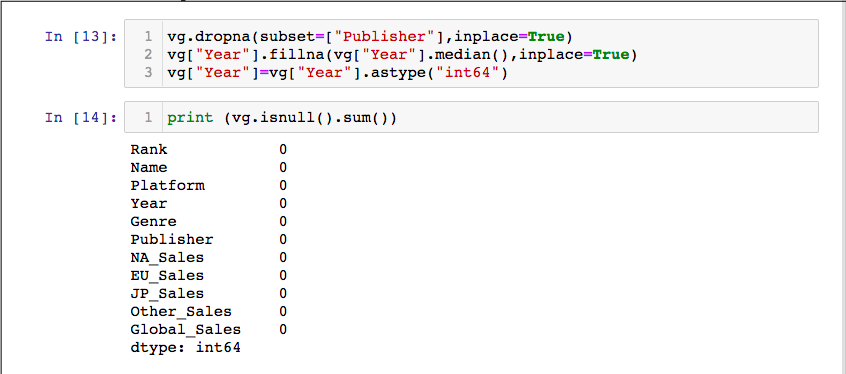 In [13]: 1 vg.dropna(subset=["Publisher"],inplace=True)
2 vg["Year"].fillna(vg["Year"].median(),inplace=True)
3 vg["Year"]=vg["Year"].astype("int64")
In [14]: 1 print (vg.isnull().sum())
Rank 0
Name 0
Platform 0
Year 0
Genre 0
Publisher 0
NA_Sales 0
EU_Sales 0
JP_Sales 0
Other_Sales 0
Global_Sales 0
dtype: int64